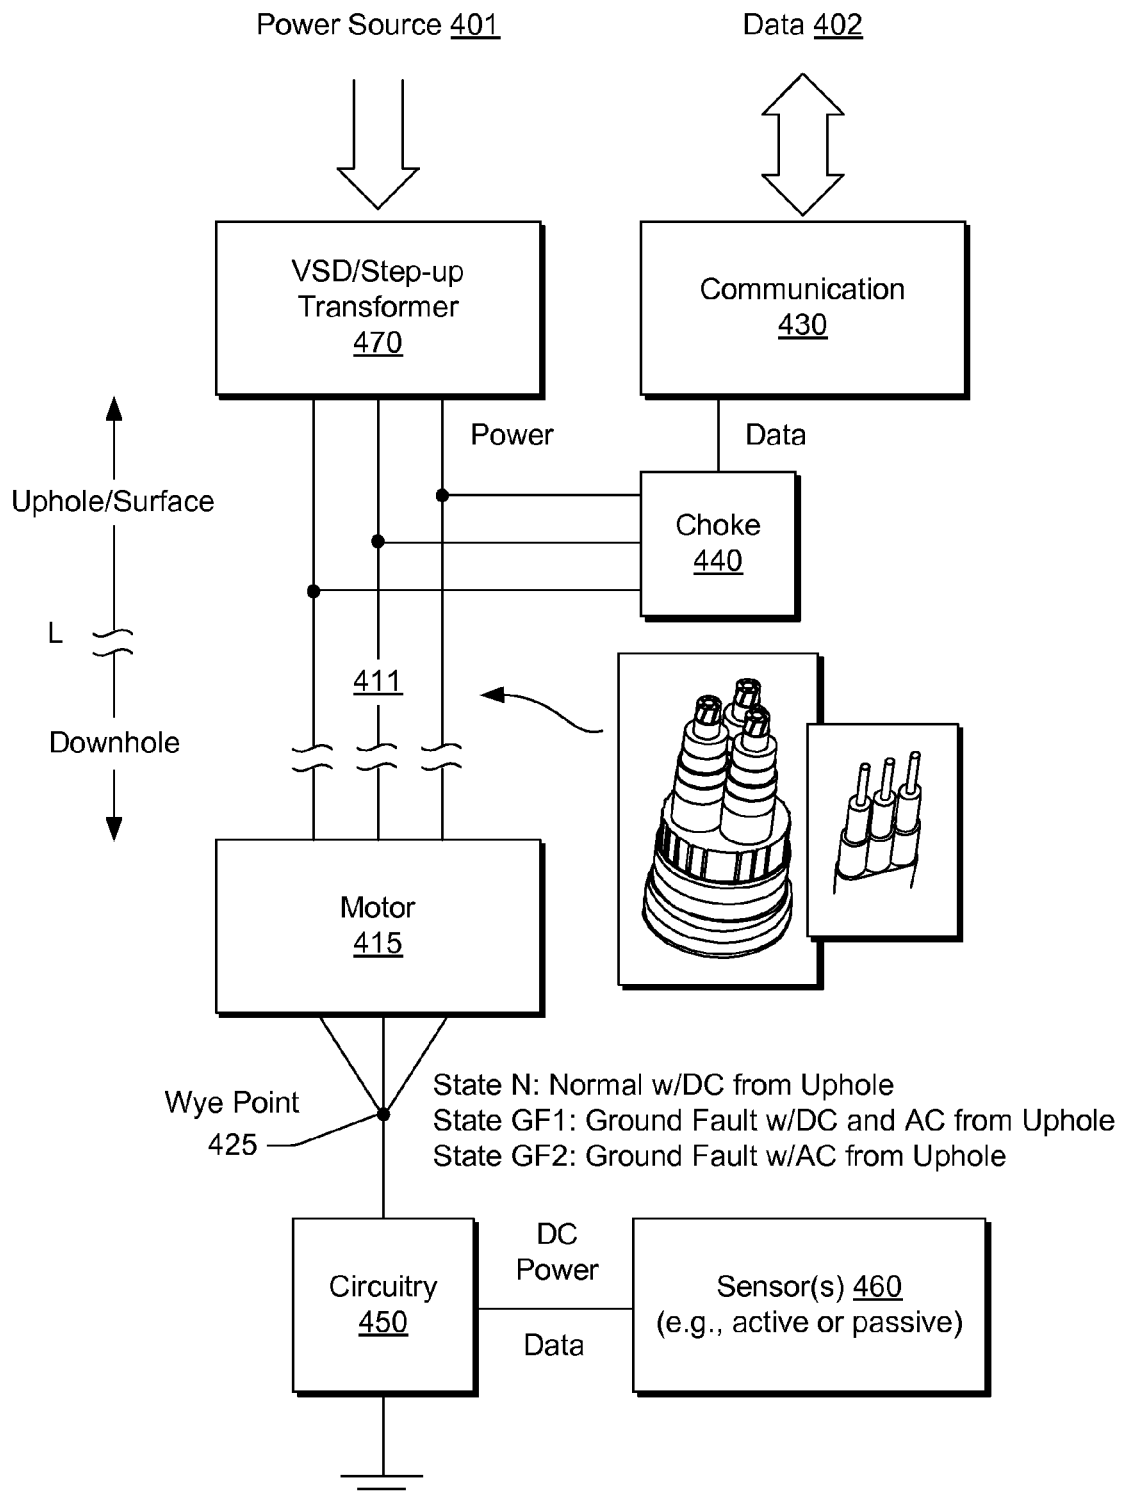 Power Source 401
Data 402
VSD/Step-up
Transformer
470
Communication
430
Power
Data
Uphole/Surface
Choke
440
L
411
Downhole
Motor
415
Wye Point
425
State N: Normal w/DC from Uphole
State GF1: Ground Fault w/DC and AC from Uphole
State GF2: Ground Fault w/AC from Uphole
DC
Power
Circuitry
450
Data
Sensor(s) 460
(e.g., active or passive)